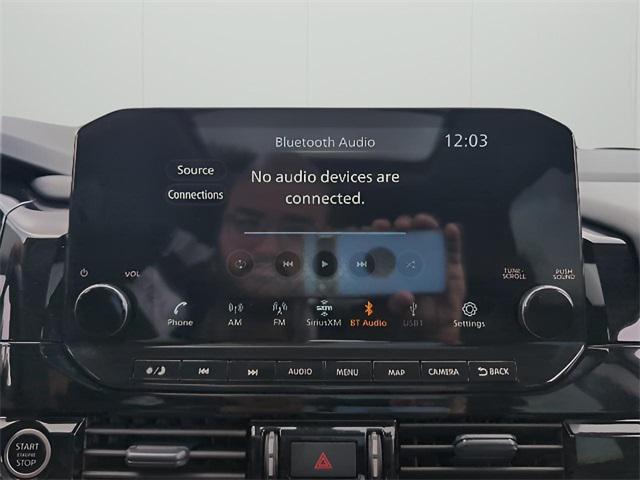 Bluetooth Audio
12:03
Source
Connections
No audio devices are
connected.
VOL
TUNE·
SCROLL
PUSH
SOUND
Phone
AM
FM
SiriusXM
BT Audio
USB1
Settings
AUDIO
MENU
MAP
CAMERA
BACK
START
STOP